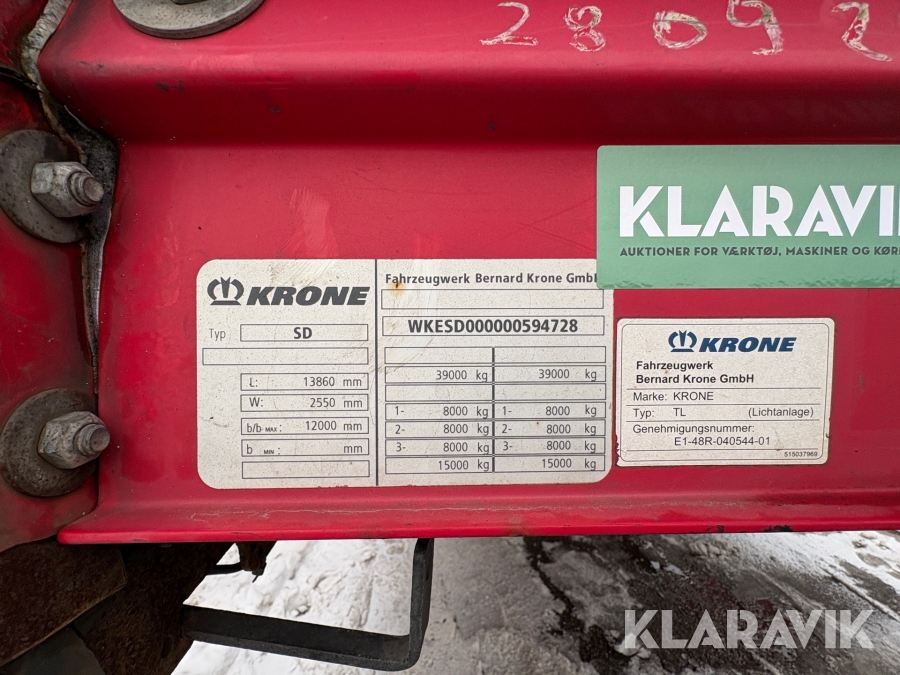 28092
KLARAVIK
AUKTIONER FOR VÆRKTØJ, MASKINER OG KØR
KRONE
Fahrzeugwerk Bernard Krone GmbH
Typ SD
WKESD000000594728
L: 13860 mm
W: 2550 mm
b/b MAX : 12000 mm
b MIN : mm
39000 kg 39000 kg
1- 8000 kg 1- 8000 kg
2- 8000 kg 2- 8000 kg
3- 8000 kg 3- 8000 kg
15000 kg 15000 kg
KRONE
Fahrzeugwerk
Bernard Krone GmbH
Marke: KRONE
Typ: TL (Lichtanlage)
Genehmigungsnummer:
E1-48R-040544-01
515037969
KLARAVIK